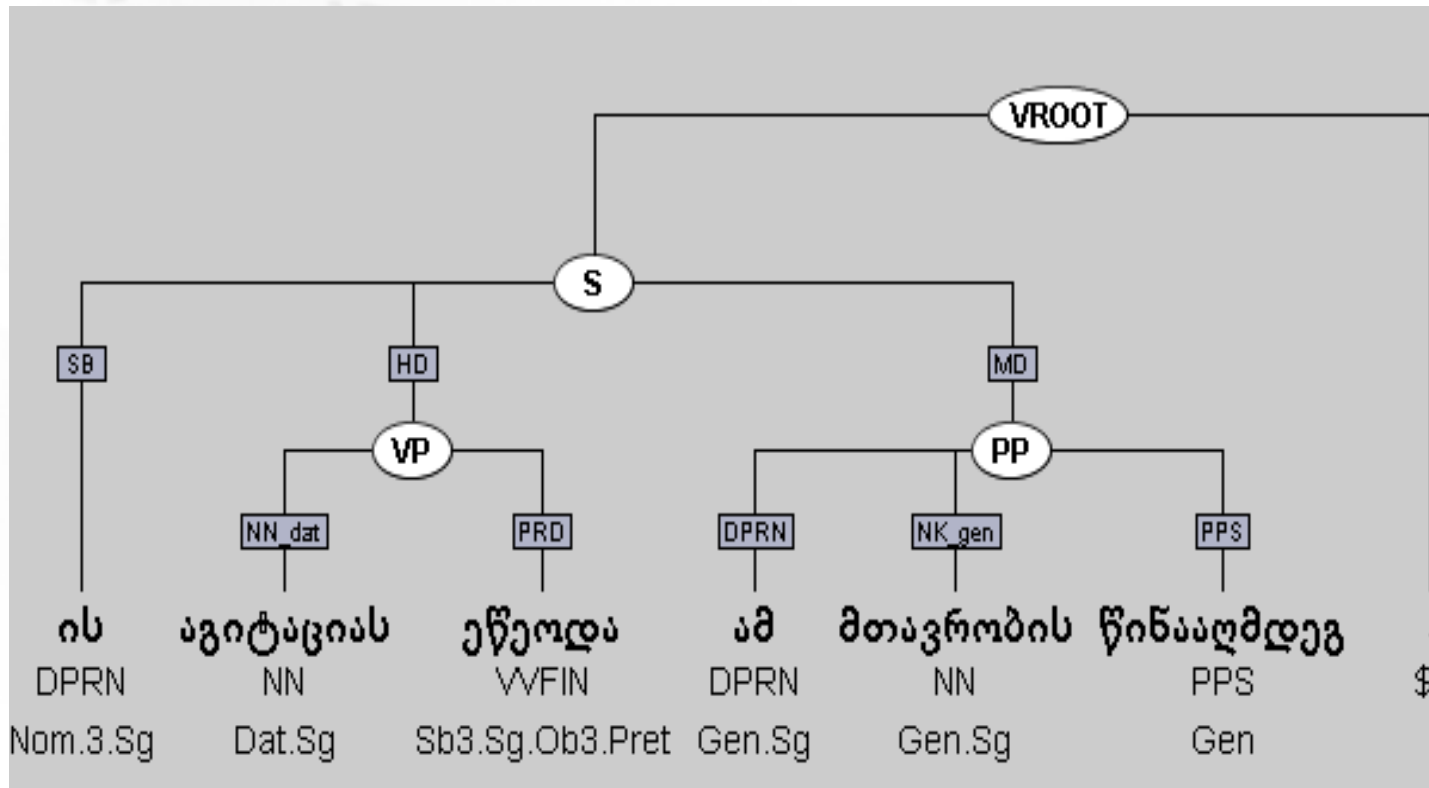 VROOT
S
SB HD MD
VP PP
NN_dat PRD DPRN NK_gen PPS
ის აგიტაციას ეწეოდა ამ მთავრობის წინააღმდეგ
DPRN NN VVFIN DPRN NN PPS $
Nom.3.Sg Dat.Sg Sb3.Sg.Ob3.Pret Gen.Sg Gen.Sg Gen